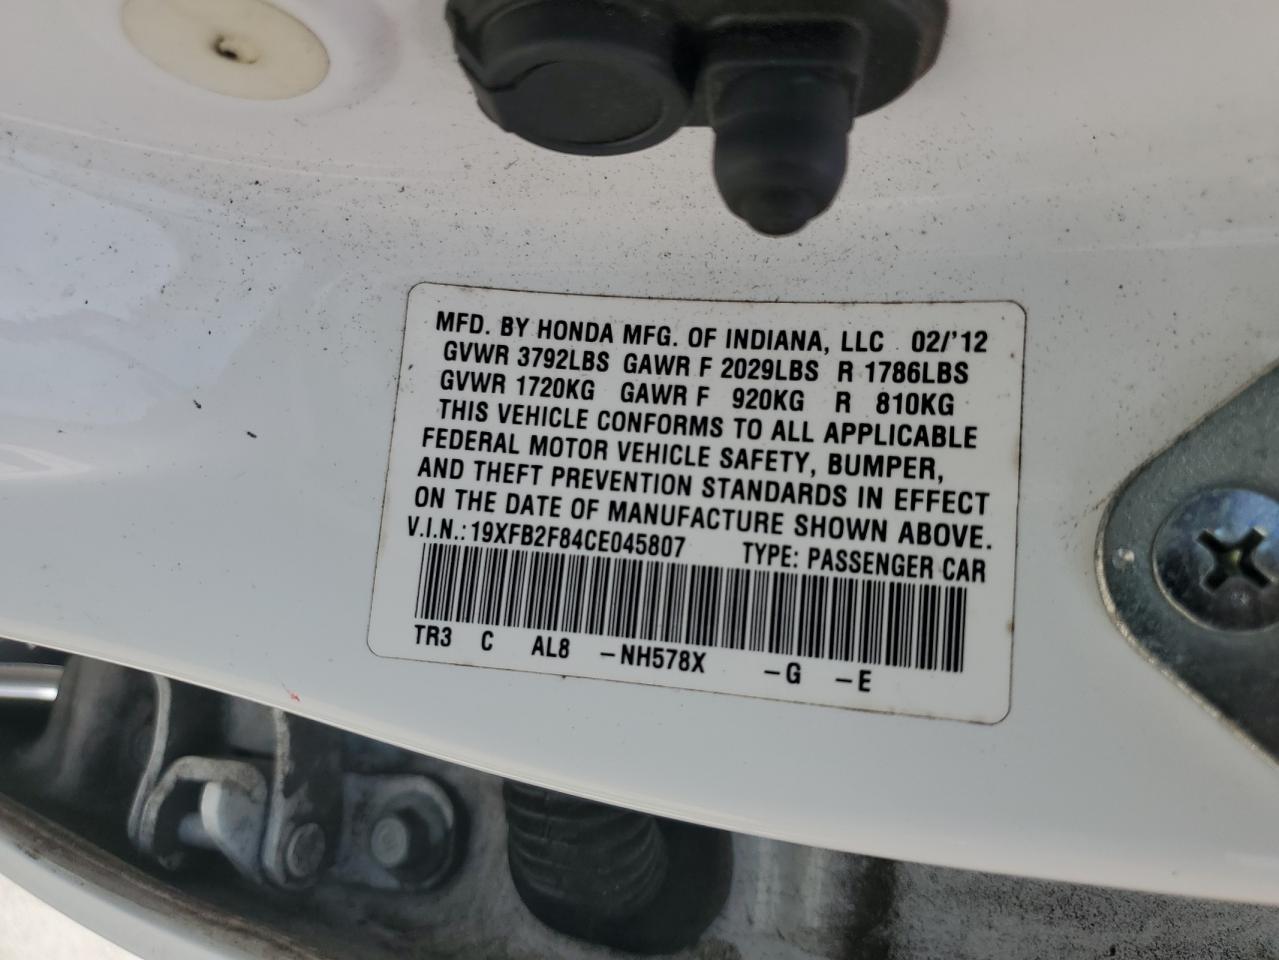 MFD. BY HONDA MFG. OF INDIANA, LLC 02/'12
GVWR 3792LBS GAWR F 2029LBS R 1786LBS
GVWR 1720KG GAWR F 920KG R 810KG
THIS VEHICLE CONFORMS TO ALL APPLICABLE
FEDERAL MOTOR VEHICLE SAFETY, BUMPER,
AND THEFT PREVENTION STANDARDS IN EFFECT
ON THE DATE OF MANUFACTURE SHOWN ABOVE.
V.I.N.: 19XFB2F84CE045807 TYPE: PASSENGER CAR
TR3 C AL8 -NH578X -G -E